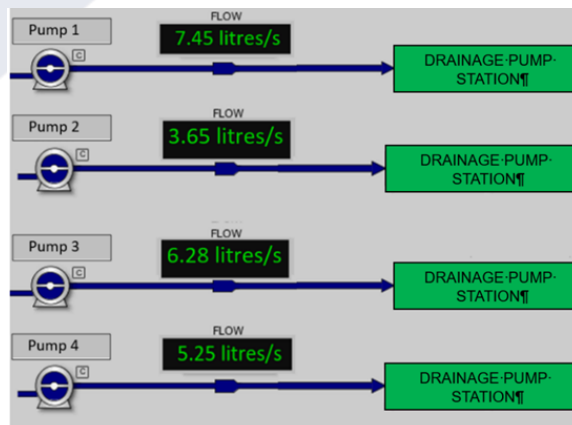 FLOW
Pump 1
7.45 litres/s
C
DRAINAGE·PUMP·
STATION¶
FLOW
Pump 2
3.65 litres/s
C
DRAINAGE·PUMP·
STATION¶
FLOW
Pump 3
6.28 litres/s
C
DRAINAGE·PUMP·
STATION¶
FLOW
Pump 4
5.25 litres/s
C
DRAINAGE·PUMP·
STATION¶